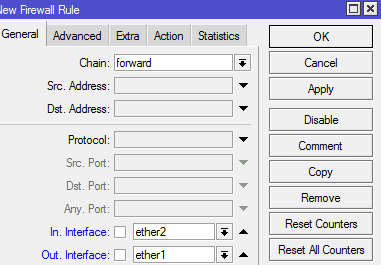 New Firewall Rule
General Advanced Extra Action Statistics
OK
Chain: forward
Cancel
Src. Address:
Apply
Dst. Address:
Disable
Protocol:
Comment
Src. Port:
Copy
Dst. Port:
Remove
Any. Port:
Reset Counters
In. Interface: ether2
Reset All Counters
Out. Interface: ether1